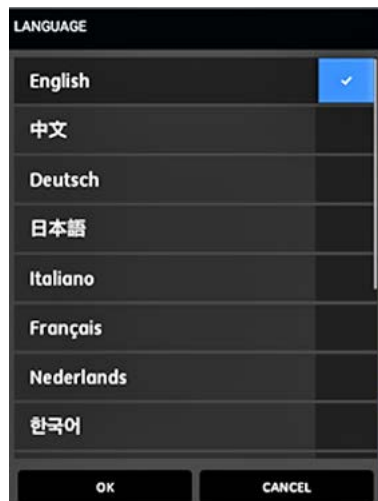 LANGUAGE
English
中文
Deutsch
日本語
Italiano
Français
Nederlands
한국어
OK CANCEL